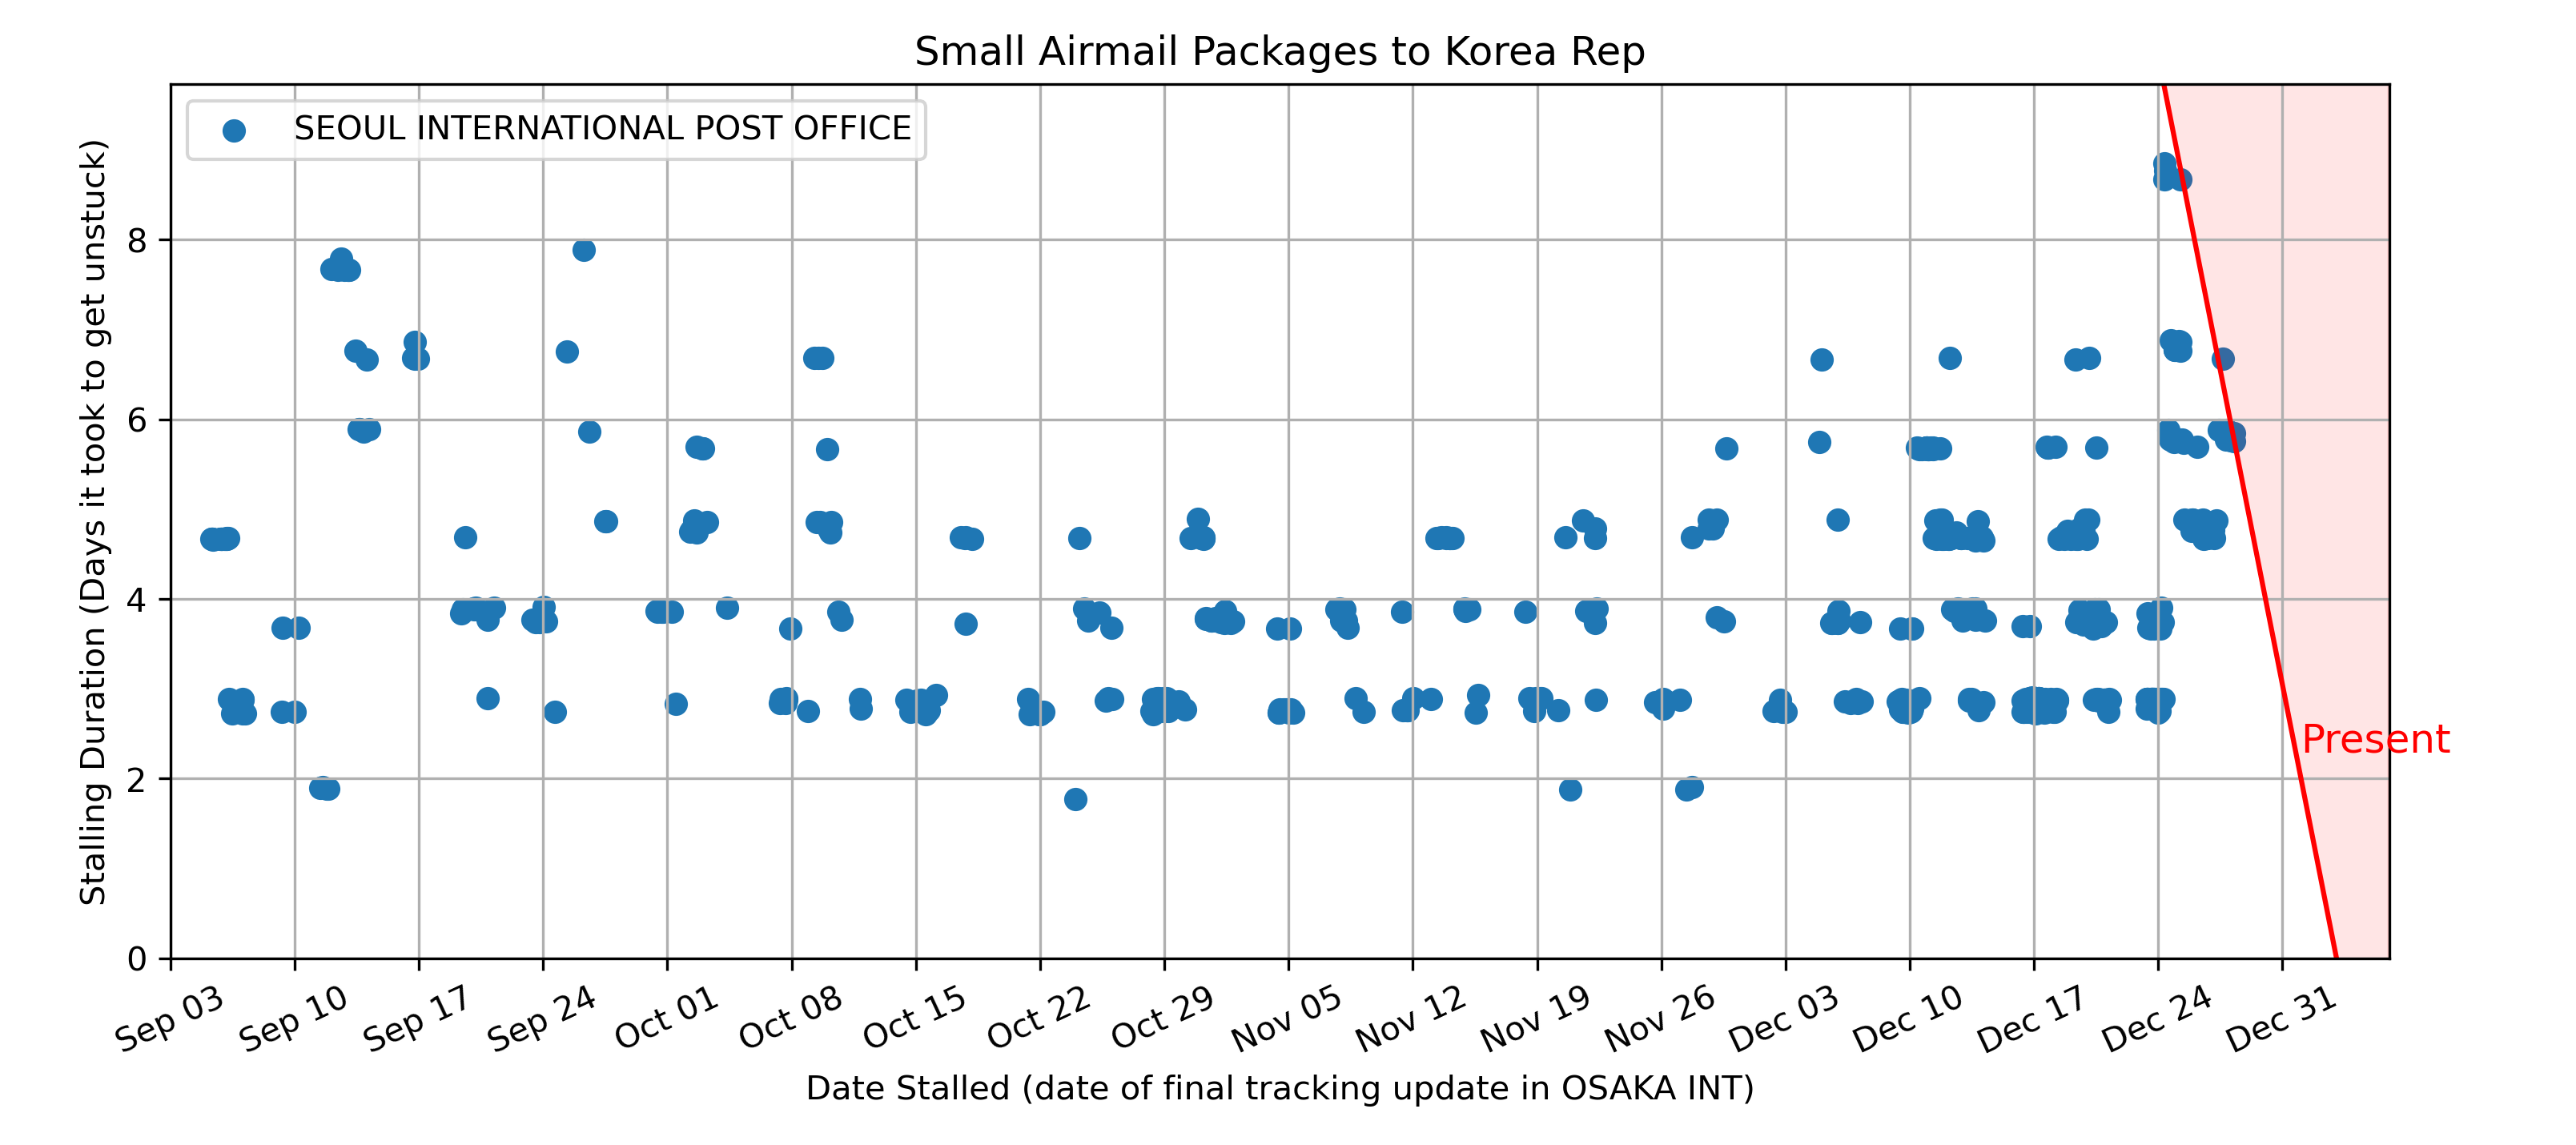 Small Airmail Packages to Korea Rep
SEOUL INTERNATIONAL POST OFFICE
Stalling Duration (Days it took to get unstuck)
8
6
4
2
0
Present
Sep 03
Sep 10
Sep 17
Sep 24
Oct 01
Oct 08
Oct 15
Oct 22
Oct 29
Nov 05
Nov 12
Nov 19
Nov 26
Dec 03
Dec 10
Dec 17
Dec 24
Dec 31
Date Stalled (date of final tracking update in OSAKA INT)